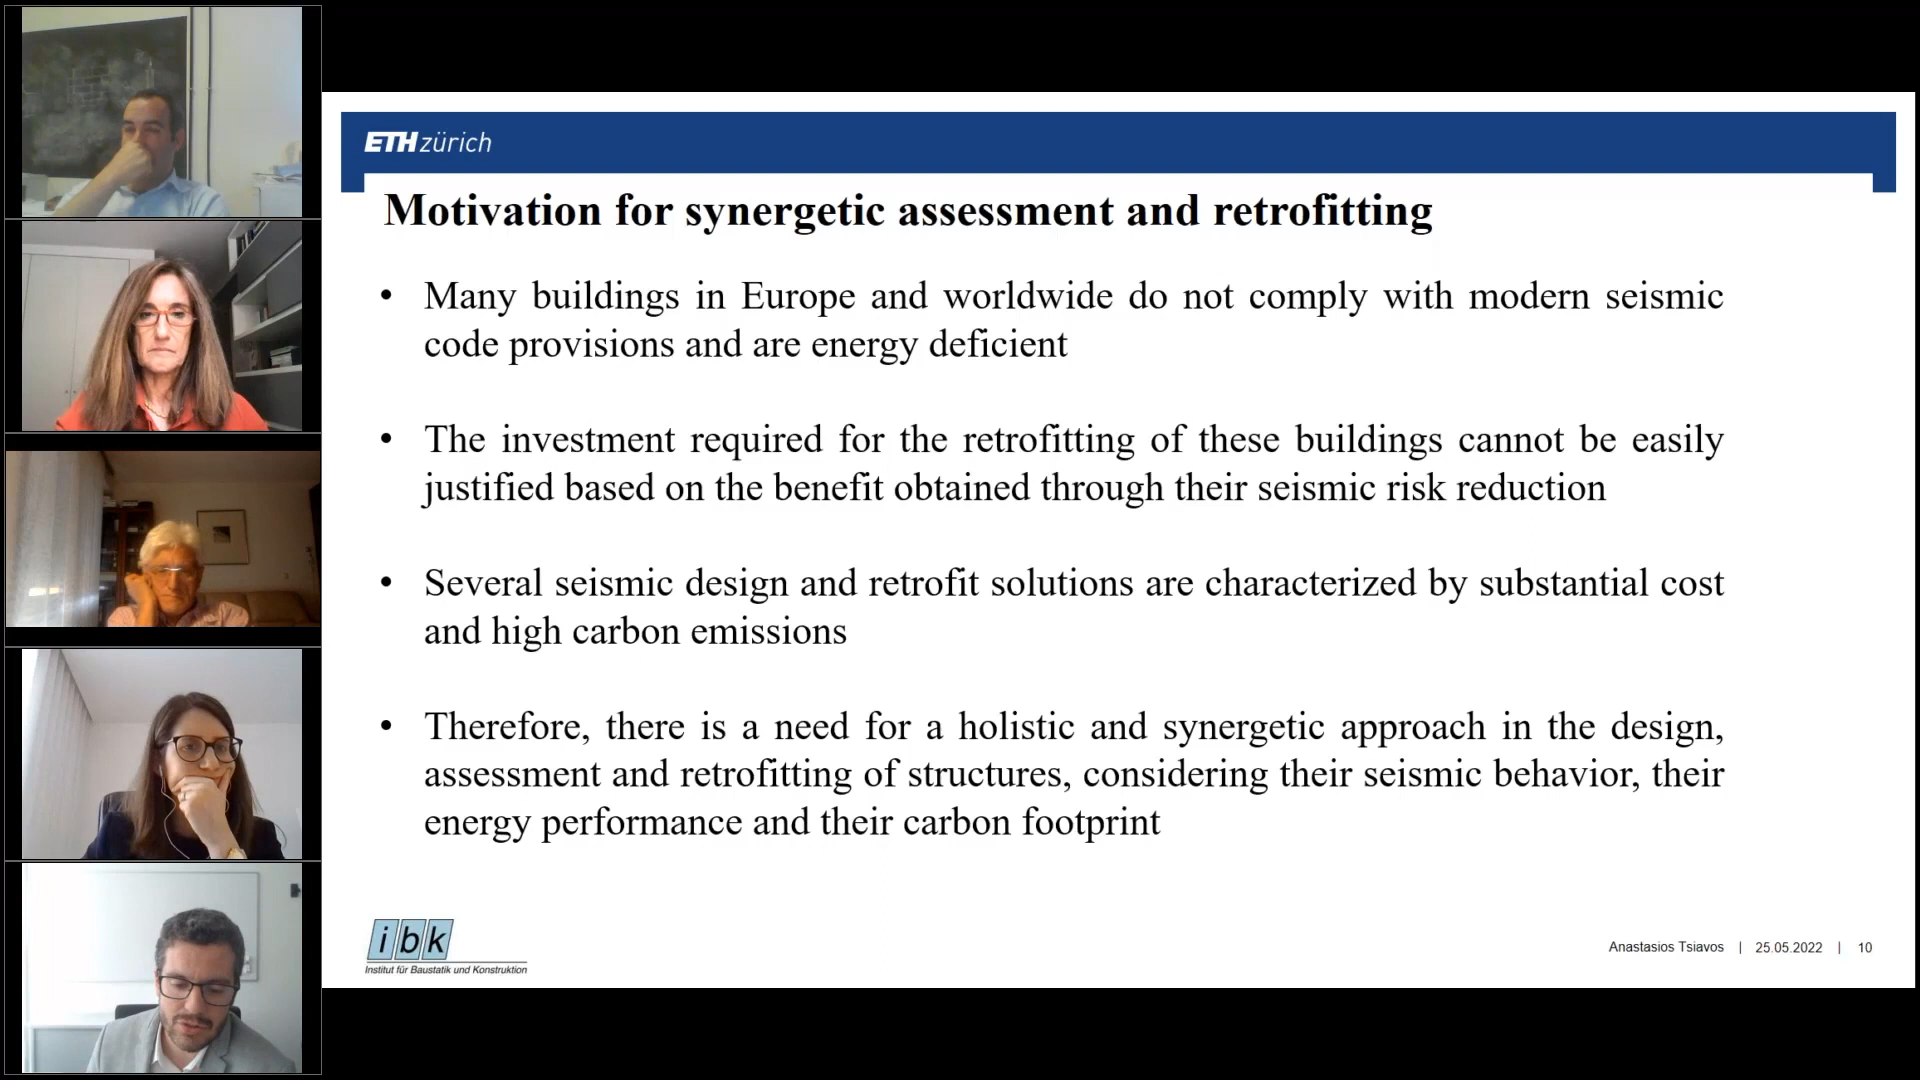 ETH zürich
Motivation for synergetic assessment and retrofitting
• Many buildings in Europe and worldwide do not comply with modern seismic
code provisions and are energy deficient
• The investment required for the retrofitting of these buildings cannot be easily
justified based on the benefit obtained through their seismic risk reduction
• Several seismic design and retrofit solutions are characterized by substantial cost
and high carbon emissions
• Therefore, there is a need for a holistic and synergetic approach in the design,
assessment and retrofitting of structures, considering their seismic behavior, their
energy performance and their carbon footprint
ibk
Institut für Baustatik und Konstruktion
Anastasios Tsiavos | 25.05.2022 | 10